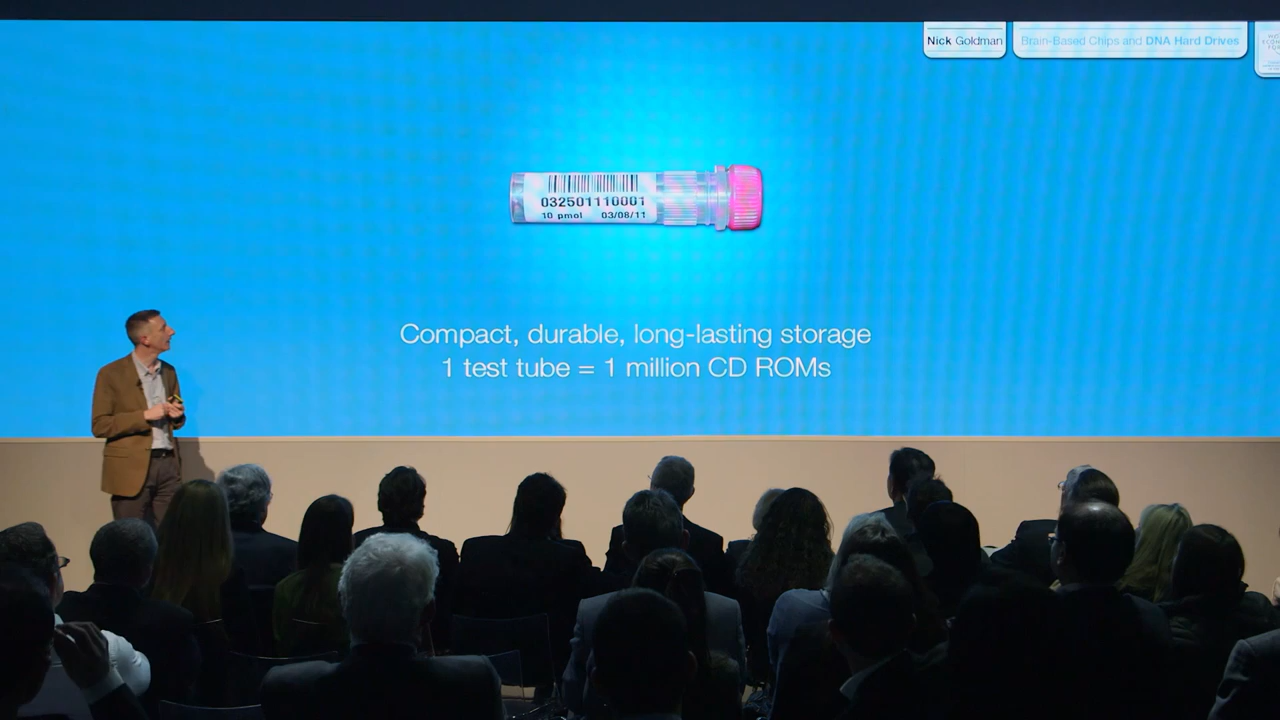 Nick Goldman
Brain-Based Chips and DNA Hard Drives
032501110001
10 pmol 03/08/11
Compact, durable, long-lasting storage
1 test tube = 1 million CD ROMs